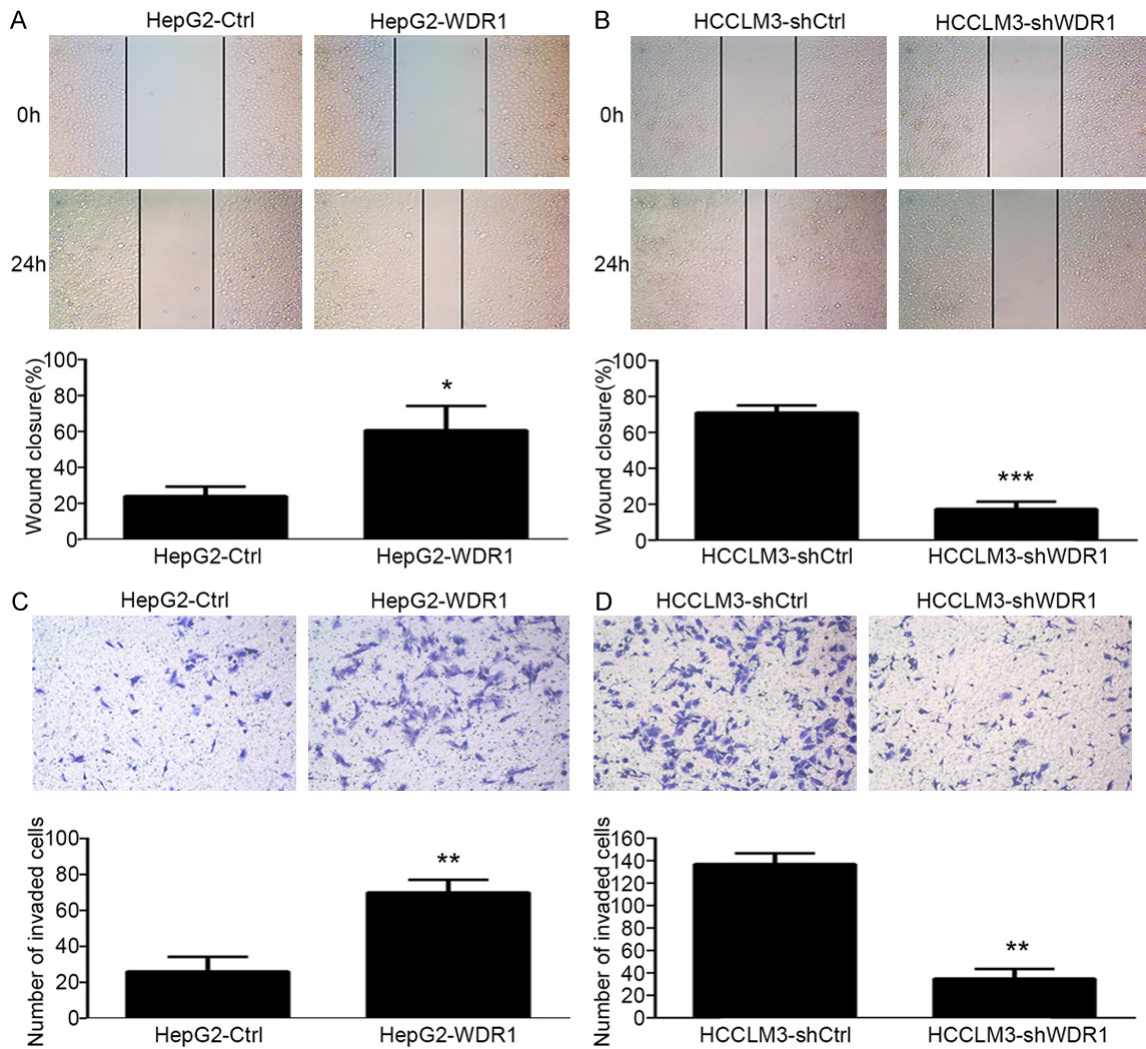 A
HepG2-Ctrl
HepG2-WDR1
0h
24h
Wound closure(%)
100
80
60
40
20
0
*
HepG2-Ctrl
HepG2-WDR1
B
HCCLM3-shCtrl
HCCLM3-shWDR1
0h
24h
Wound closure(%)
100
80
60
40
20
0
***
HCCLM3-shCtrl
HCCLM3-shWDR1
C
HepG2-Ctrl
HepG2-WDR1
Number of invaded cells
100
80
60
40
20
0
**
HepG2-Ctrl
HepG2-WDR1
D
HCCLM3-shCtrl
HCCLM3-shWDR1
Number of invaded cells
160
140
120
100
80
60
40
20
0
**
HCCLM3-shCtrl
HCCLM3-shWDR1